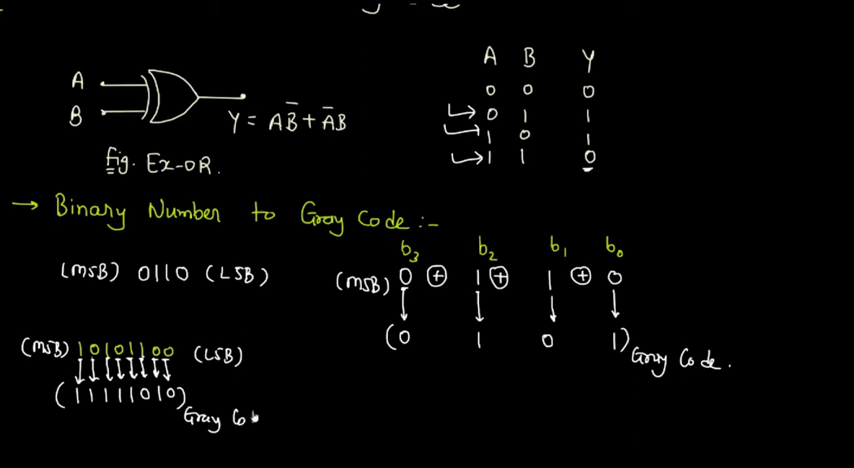 A B Y
0 0 0
0 1 1
1 0 1
1 1 0
A
B
Y = AB̅ + A̅B
Fig. Ex-OR.
→ Binary Number to Gray Code :-
(MSB) 0110 (LSB)
b₃ b₂ b₁ b₀
(MSB) 0 ⊕ 1 ⊕ 1 ⊕ 0
(0 1 0 1) Gray Code.
(MSB) 10101100 (LSB)
(11111010)
Gray Co